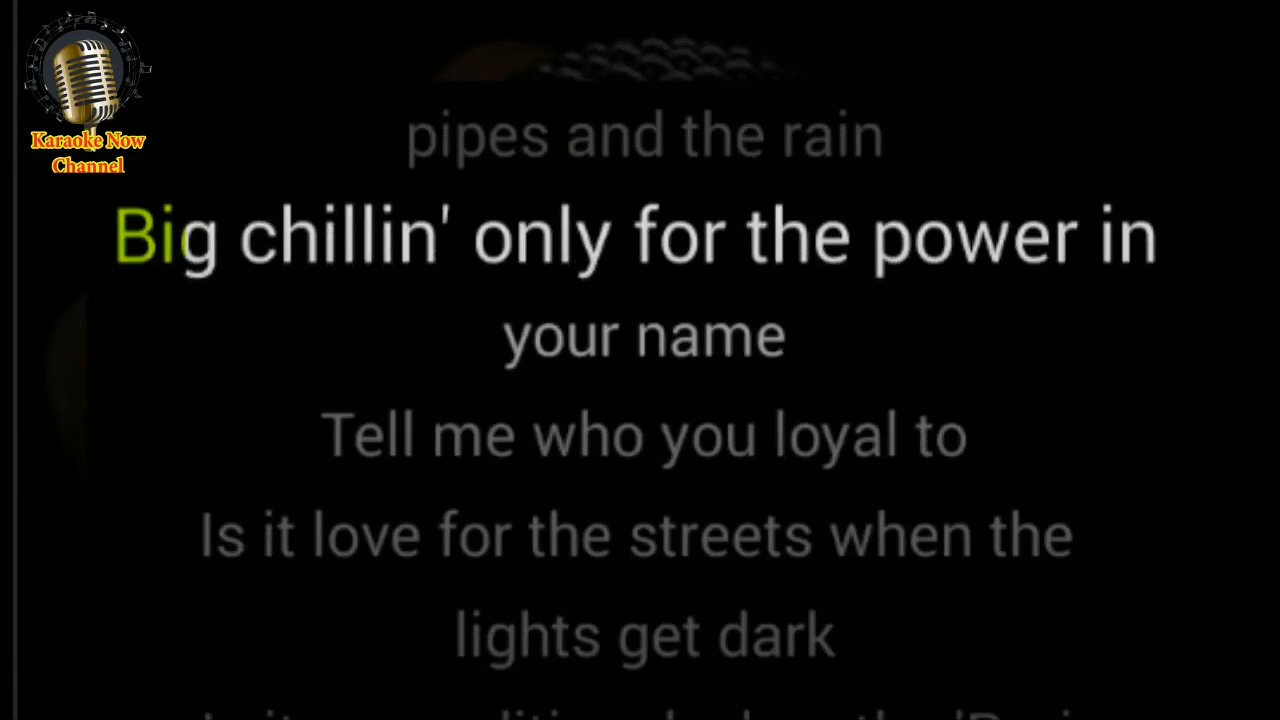 Karaoke Now
Channel
pipes and the rain
Big chillin' only for the power in
your name
Tell me who you loyal to
Is it love for the streets when the
lights get dark